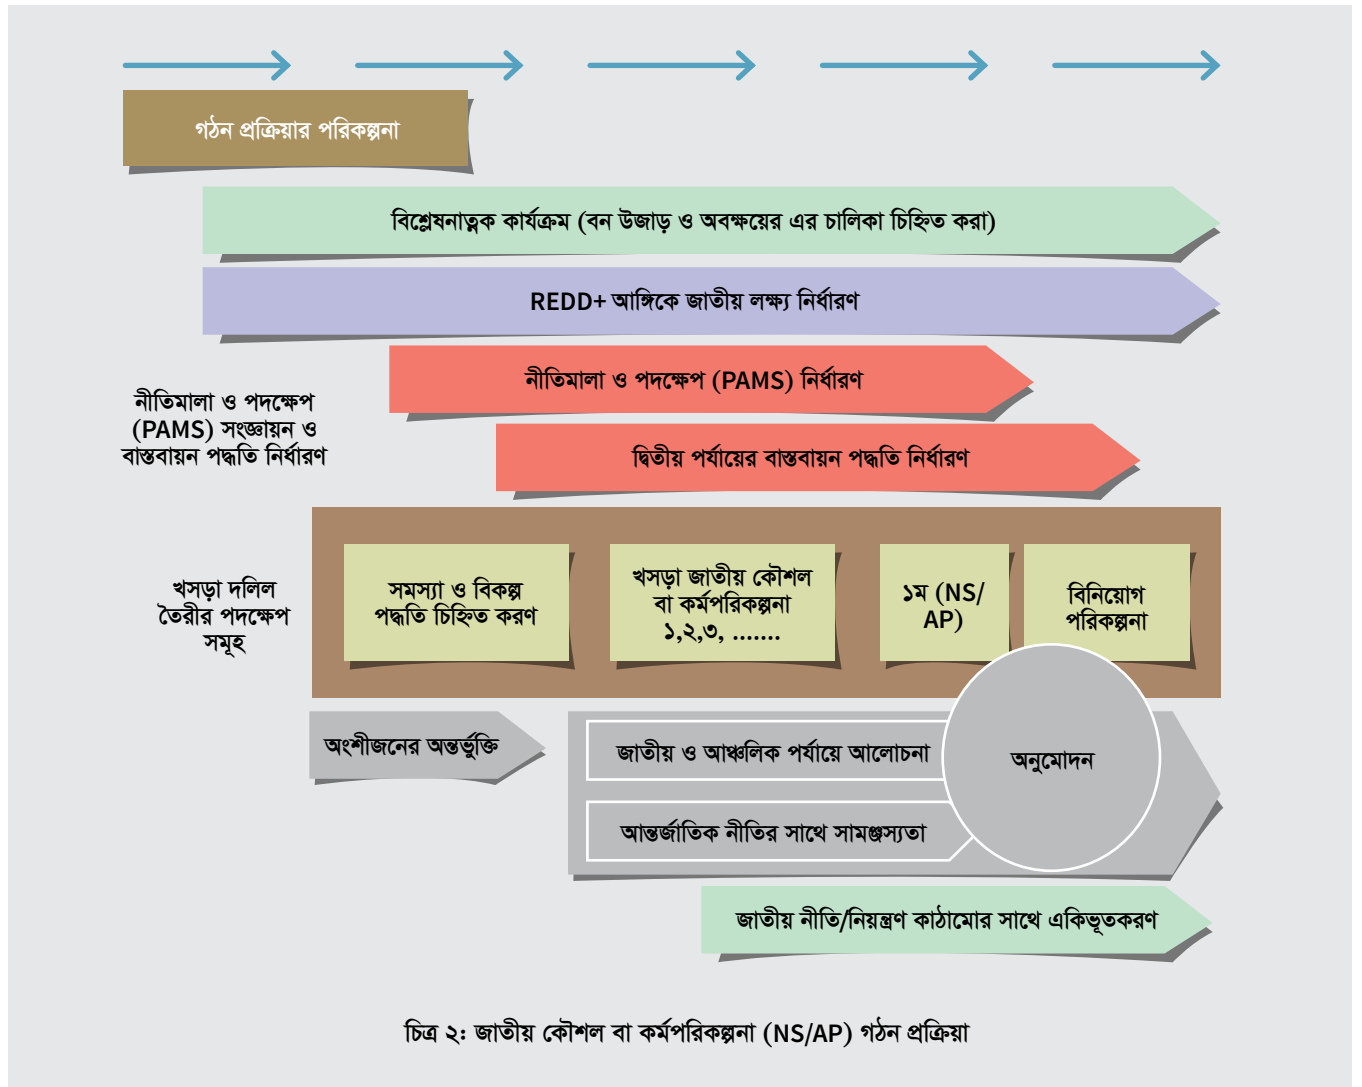 গঠন প্রক্রিয়ার পরিকল্পনা
বিশ্লেষনাত্নক কার্যক্রম (বন উজাড় ও অবক্ষয়ের এর চালিকা চিহ্নিত করা)
REDD+ আঙ্গিকে জাতীয় লক্ষ্য নির্ধারণ
নীতিমালা ও পদক্ষেপ (PAMS) নির্ধারণ
নীতিমালা ও পদক্ষেপ
(PAMS) সংজ্ঞায়ন ও
বাস্তবায়ন পদ্ধতি নির্ধারণ
দ্বিতীয় পর্যায়ের বাস্তবায়ন পদ্ধতি নির্ধারণ
খসড়া দলিল
তৈরীর পদক্ষেপ
সমূহ
সমস্যা ও বিকল্প
পদ্ধতি চিহ্নিত করণ
খসড়া জাতীয় কৌশল
বা কর্মপরিকল্পনা
১,২,৩, .......
১ম (NS/
AP)
বিনিয়োগ
পরিকল্পনা
অংশীজনের অন্তর্ভুক্তি
জাতীয় ও আঞ্চলিক পর্যায়ে আলোচনা
অনুমোদন
আন্তর্জাতিক নীতির সাথে সামঞ্জস্যতা
জাতীয় নীতি/নিয়ন্ত্রণ কাঠামোর সাথে একিভূতকরণ
চিত্র ২: জাতীয় কৌশল বা কর্মপরিকল্পনা (NS/AP) গঠন প্রক্রিয়া